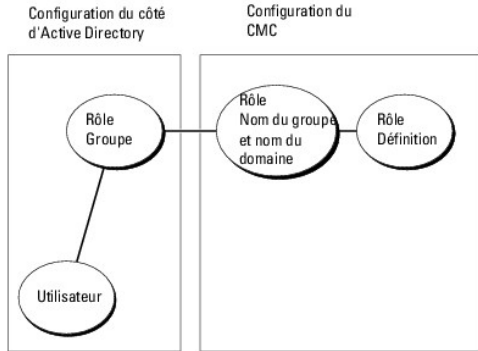 Configuration du côté
d'Active Directory
Configuration du
CMC
Rôle
Groupe
Rôle
Nom du groupe
et nom du
domaine
Rôle
Définition
Utilisateur